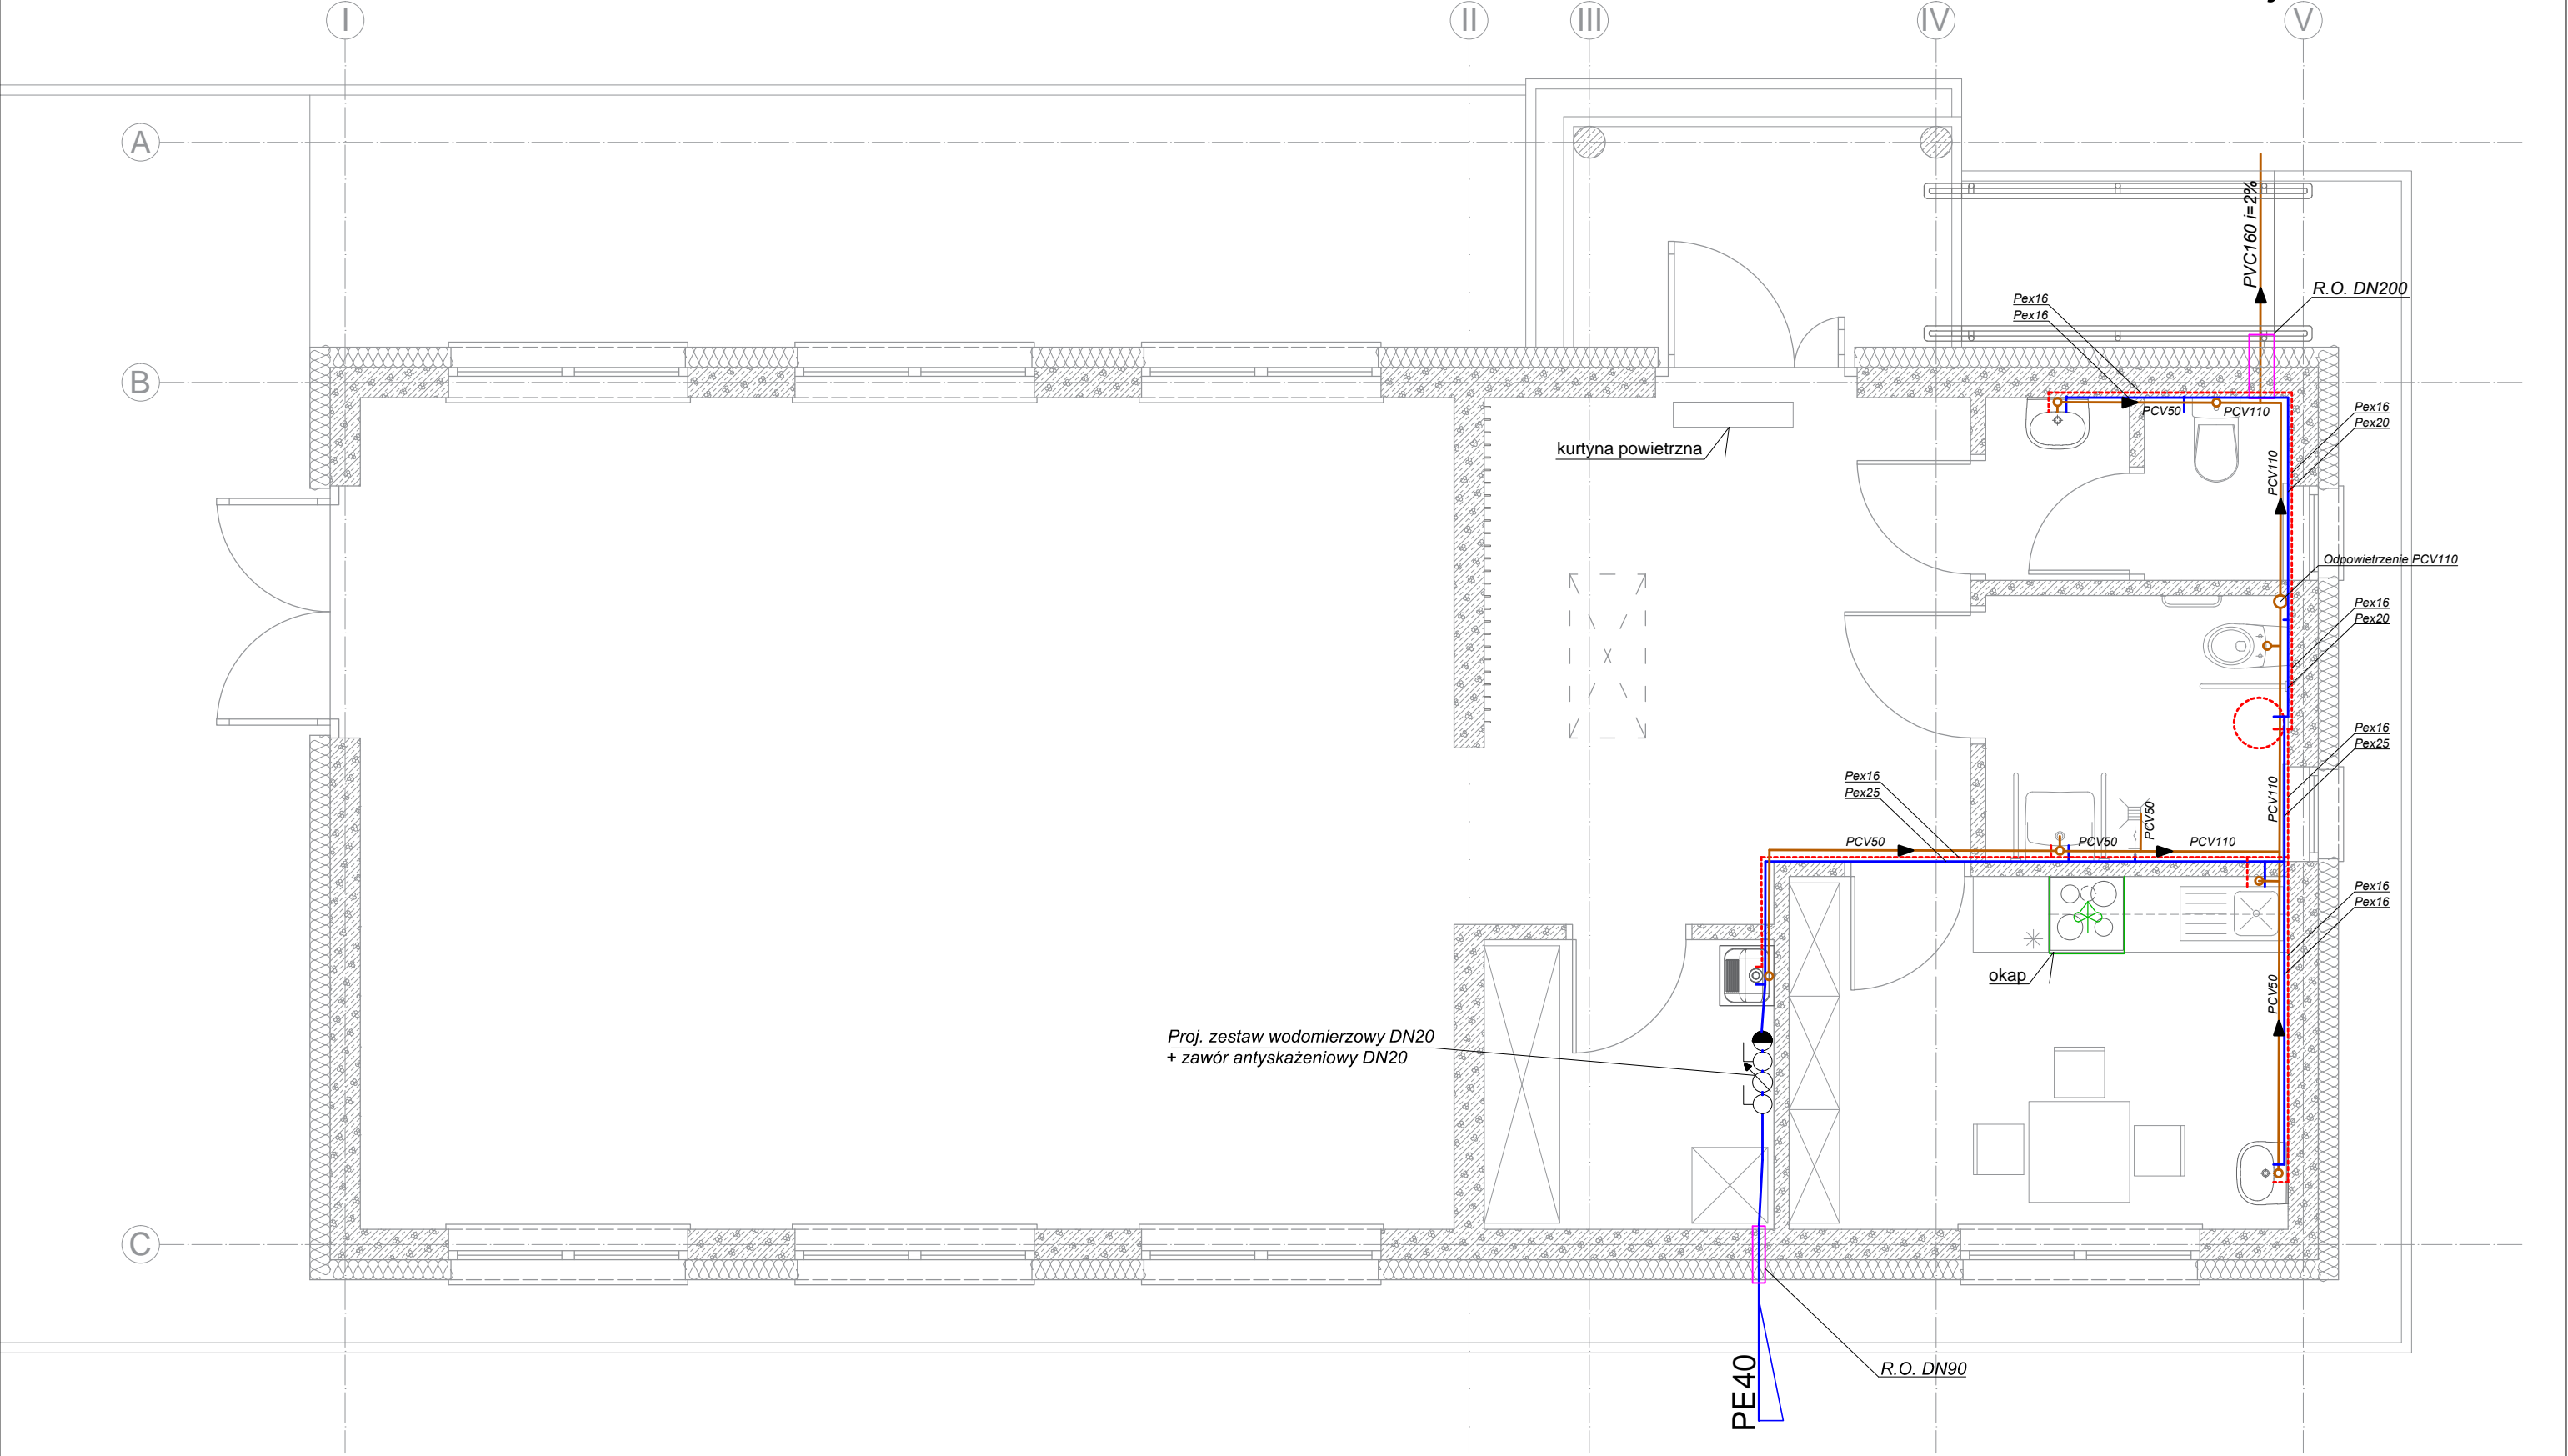 I
II
III
IV
V
A
PVC160 i=2%
R.O. DN200
Pex16
Pex16
B
PCV50
PCV110
Pex16
Pex20
kurtyna powietrzna
PCV110
Odpowietrzenie PCV110
Pex16
Pex20
Pex16
Pex25
Pex16
Pex25
PCV110
PCV50
PCV50
PCV50
PCV110
Pex16
Pex16
okap
PCV50
Proj. zestaw wodomierzowy DN20
+ zawór antyskażeniowy DN20
C
PE40
R.O. DN90